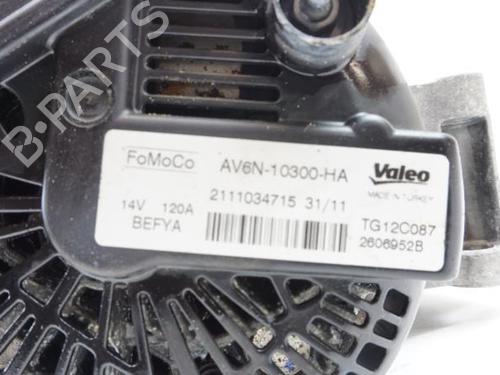 B-PARTS
FoMoCo
AV6N-10300-HA
Valeo
MADE IN TURKEY
14V 120A
2111034715 31/11
TG12C087
BEFYA
2606952B